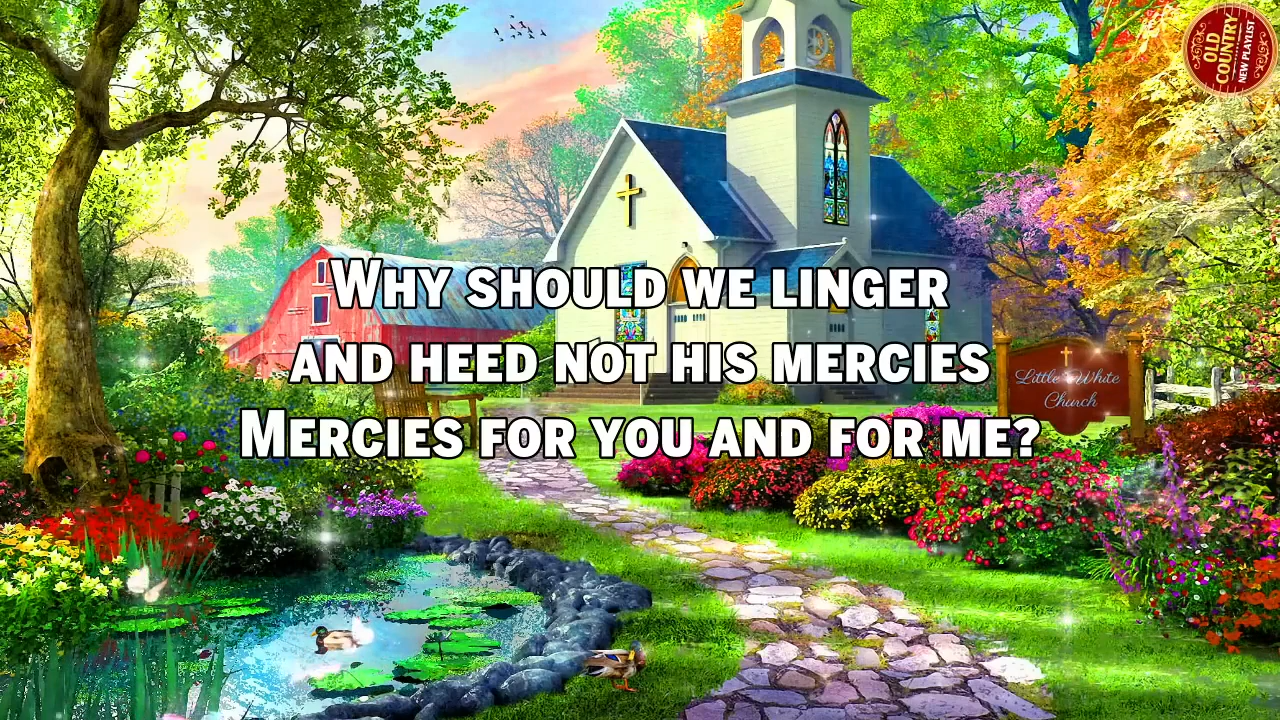 OLD
COUNTRY
NEW PLAYLIST
WHY SHOULD WE LINGER
AND HEED NOT HIS MERCIES
MERCIES FOR YOU AND FOR ME?
Little White
Church